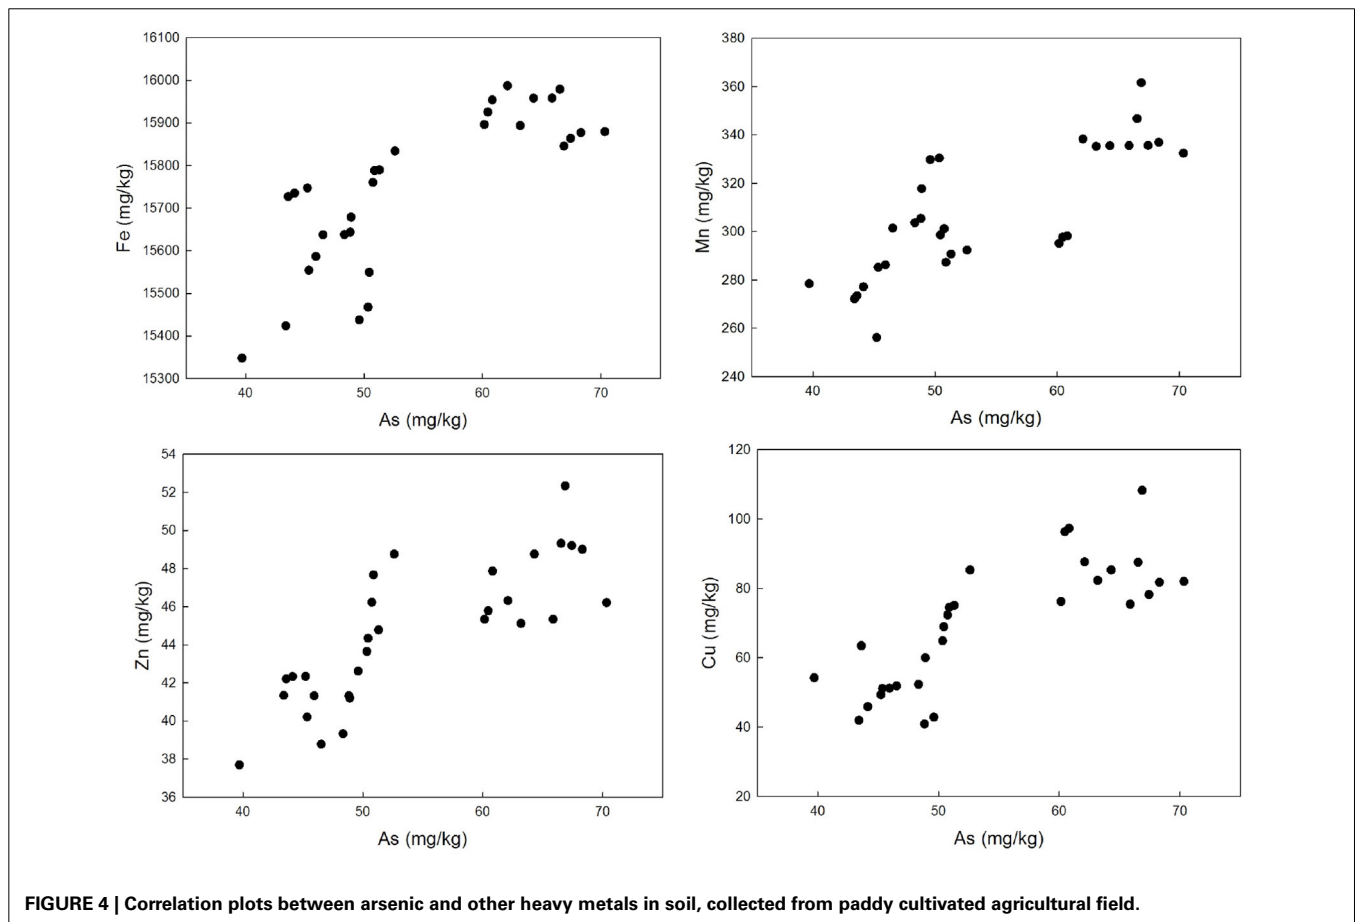 16100
16000
15900
15800
15700
15600
15500
15400
15300
Fe (mg/kg)
40 50 60 70
As (mg/kg)
380
360
340
320
300
280
260
240
Mn (mg/kg)
40 50 60 70
As (mg/kg)
54
52
50
48
46
44
42
40
38
36
Zn (mg/kg)
40 50 60 70
As (mg/kg)
120
100
80
60
40
20
Cu (mg/kg)
40 50 60 70
As (mg/kg)
FIGURE 4 | Correlation plots between arsenic and other heavy metals in soil, collected from paddy cultivated agricultural field.